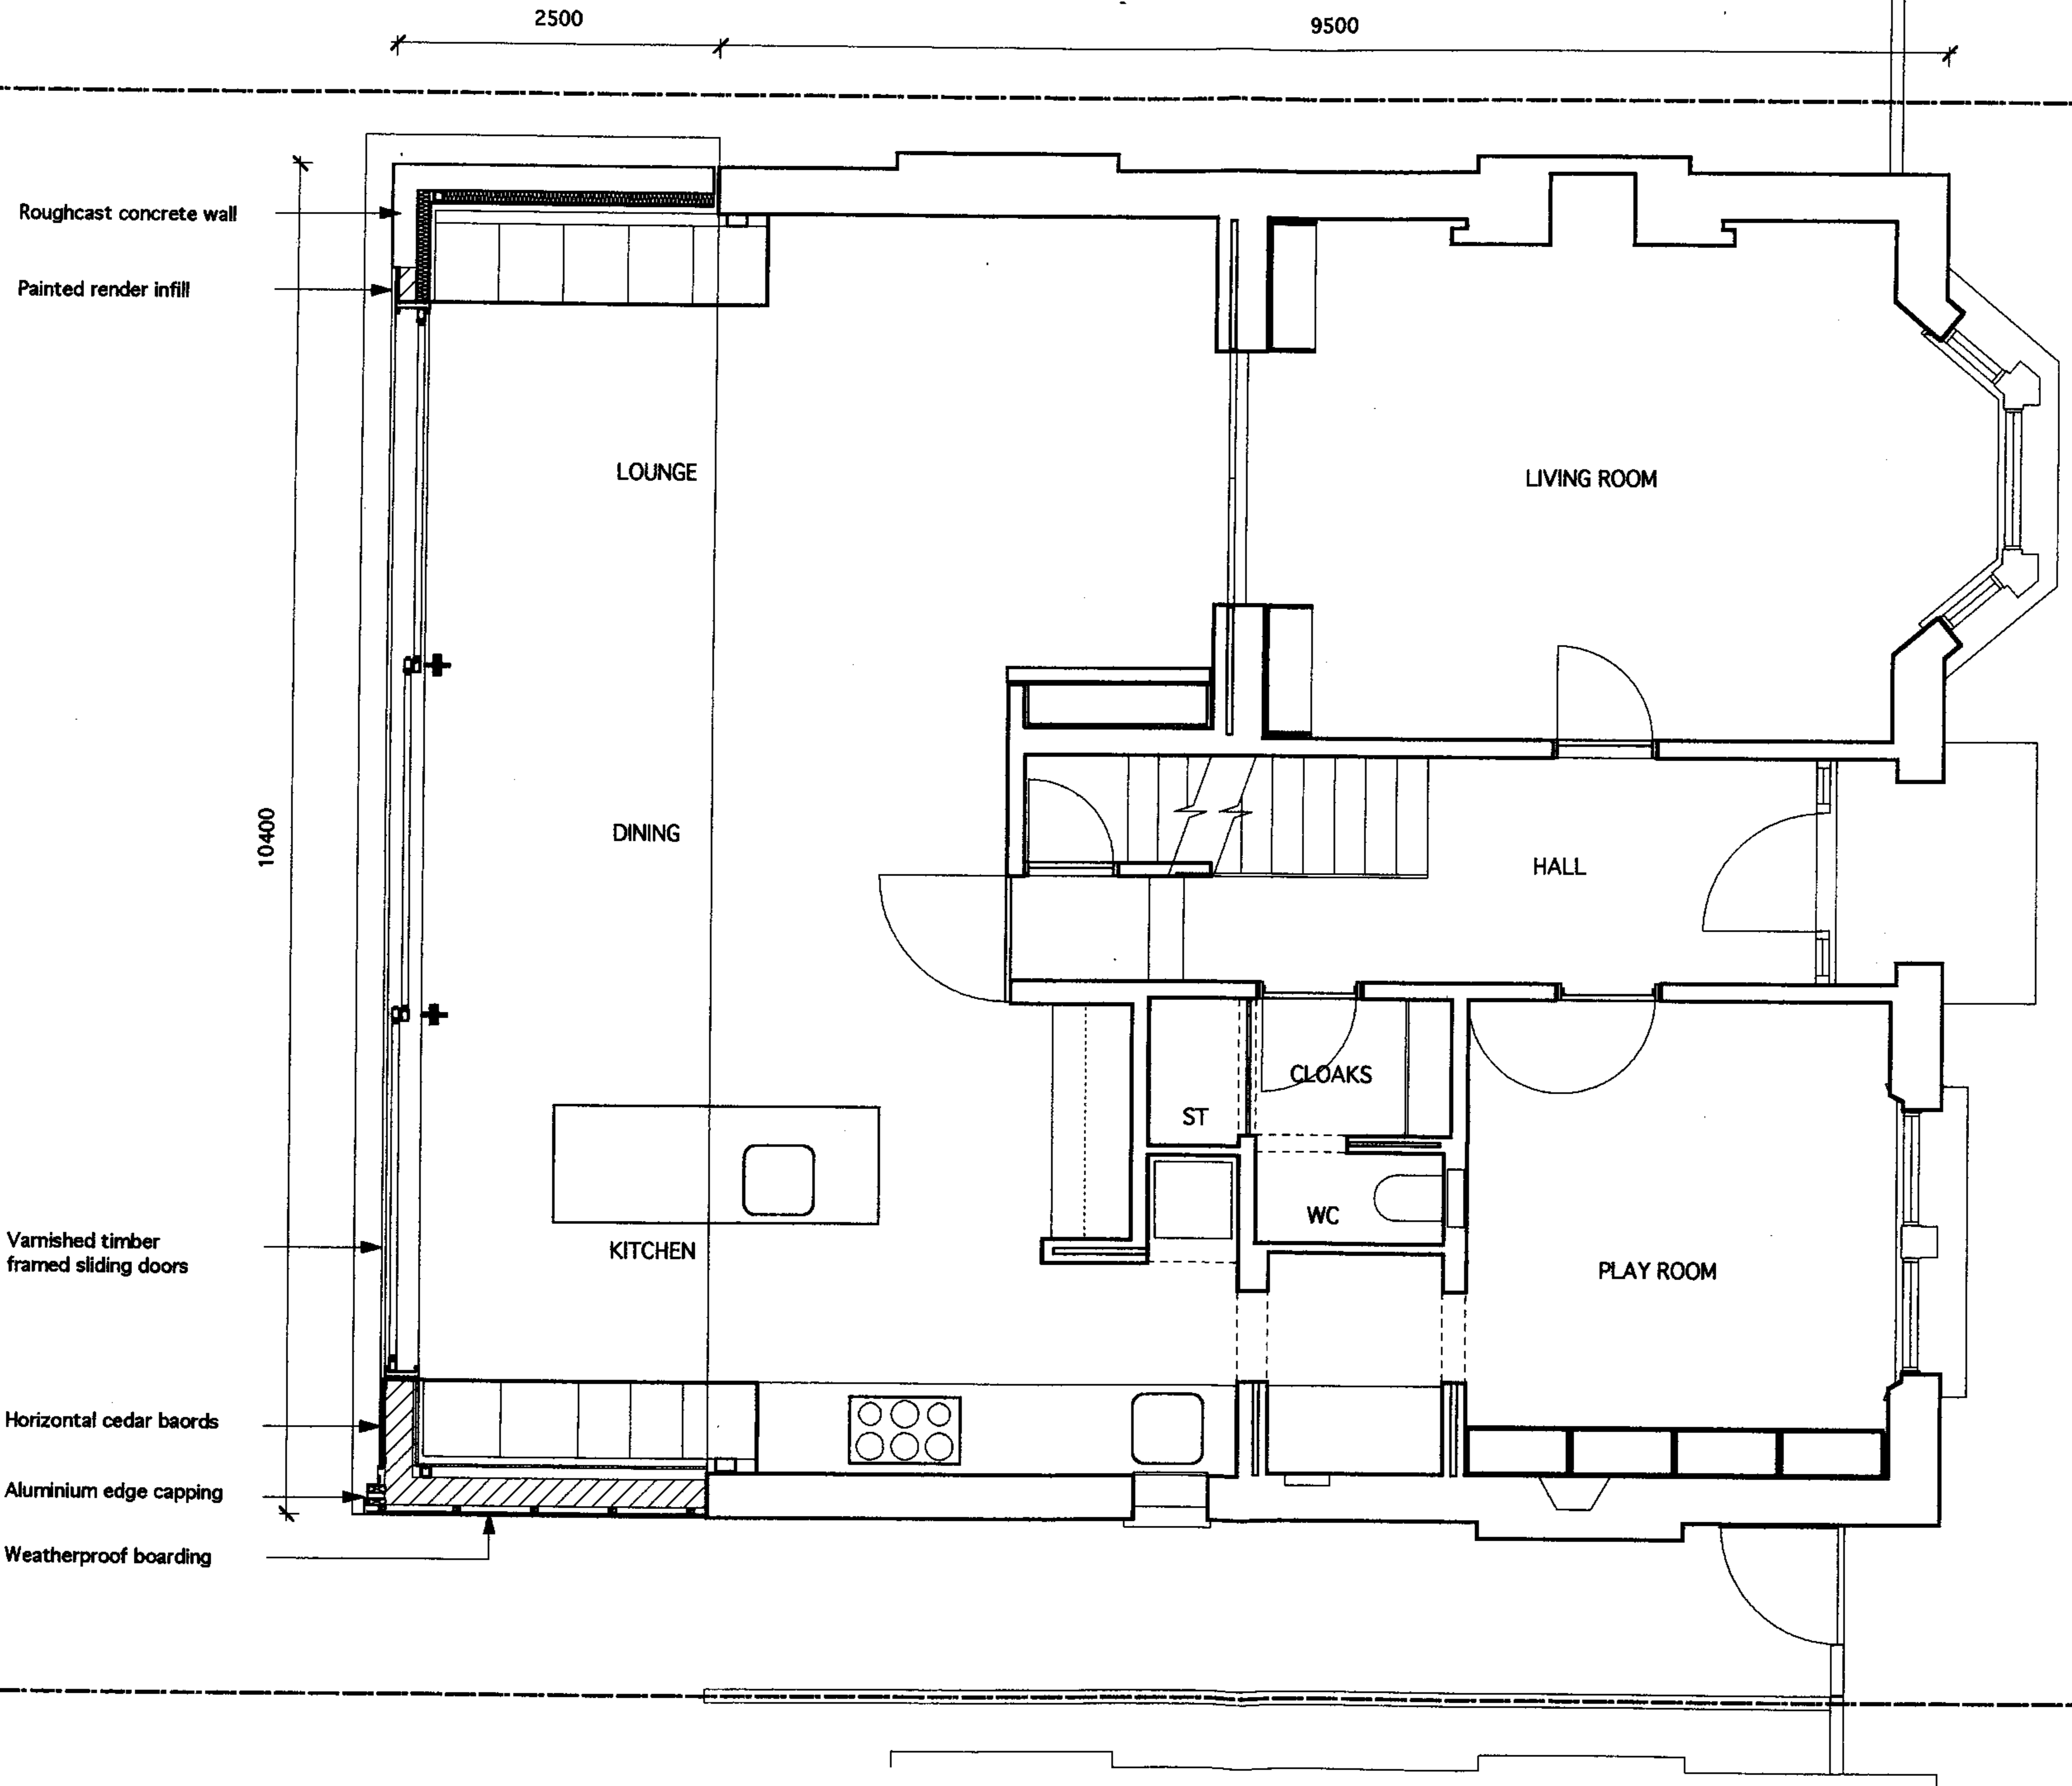 2500
9500
Roughcast concrete wall
Painted render infill
LOUNGE
LIVING ROOM
10400
DINING
HALL
CLOAKS
ST
WC
Varnished timber
framed sliding doors
KITCHEN
PLAY ROOM
Horizontal cedar baords
Aluminium edge capping
Weatherproof boarding